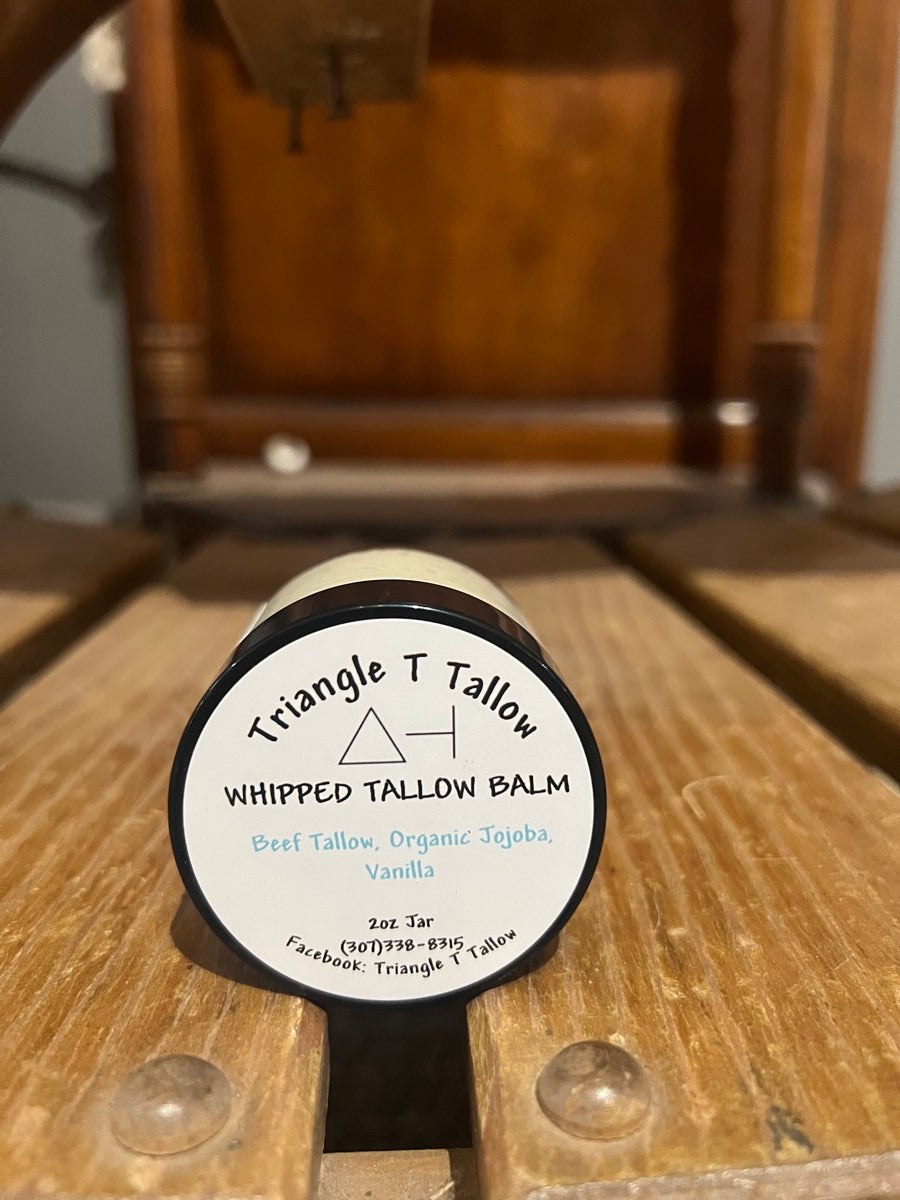 Triangle T Tallow
WHIPPED TALLOW BALM
Beef Tallow, Organic Jojoba,
Vanilla
2oz Jar
(307)338-8315
Facebook: Triangle T Tallow